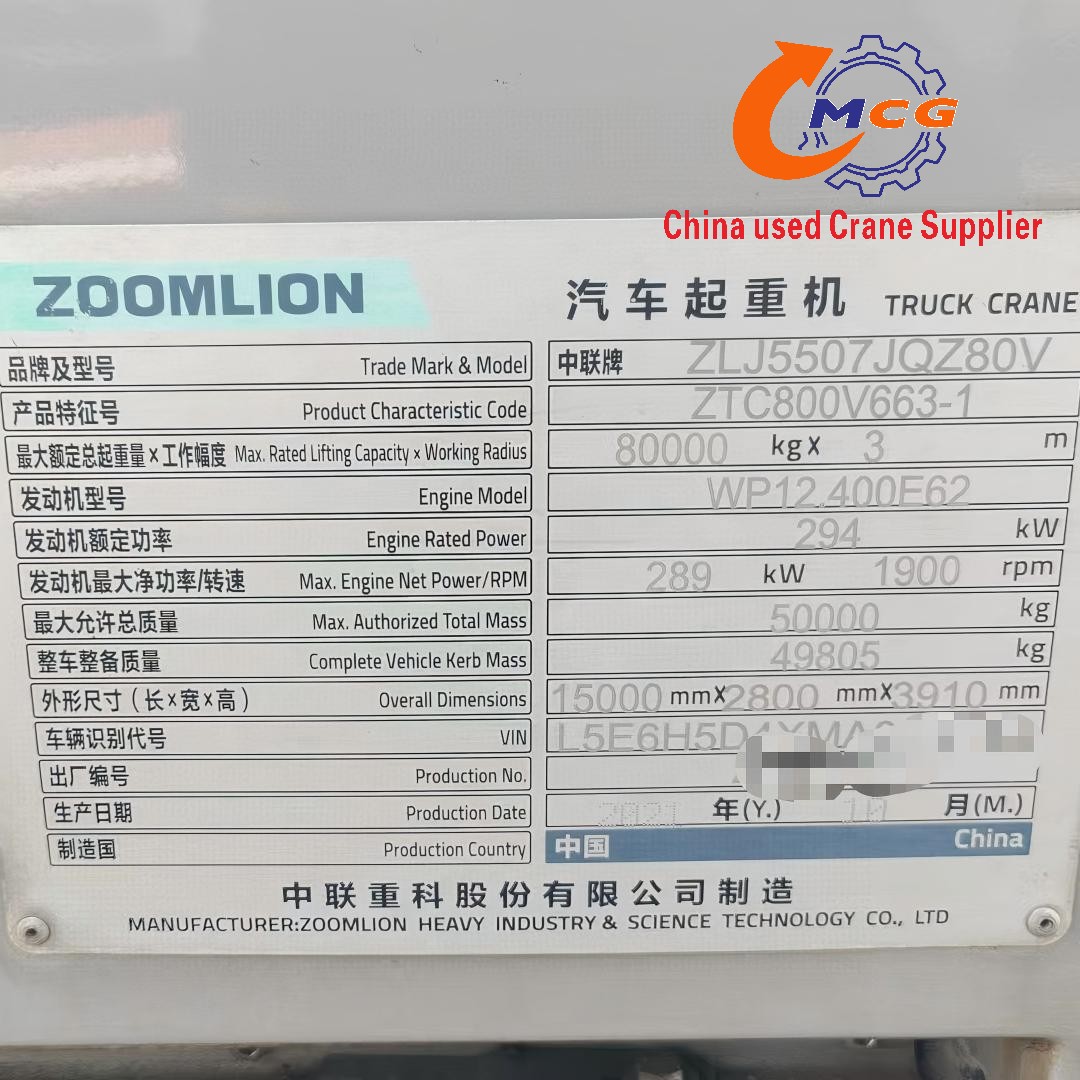 MCG
China used Crane Supplier
ZOOMLION 汽车起重机 TRUCK CRANE
品牌及型号 Trade Mark & Model 中联牌 ZLJ5507JQZ80V
产品特征号 Product Characteristic Code ZTC800V663-1
最大额定总起重量×工作幅度 Max. Rated Lifting Capacity × Working Radius 80000 kg X 3 m
发动机型号 Engine Model WP12.400E62
发动机额定功率 Engine Rated Power 294 kW
发动机最大净功率/转速 Max. Engine Net Power/RPM 289 kW 1900 rpm
最大允许总质量 Max. Authorized Total Mass 50000 kg
整车整备质量 Complete Vehicle Kerb Mass 49805 kg
外形尺寸(长×宽×高) Overall Dimensions 15000 mmX2800 mmX3910 mm
车辆识别代号 VIN
出厂编号 Production No.
生产日期 Production Date 2021 年(Y.) 10 月(M.)
制造国 Production Country 中国 China
中联重科股份有限公司制造
MANUFACTURER:ZOOMLION HEAVY INDUSTRY & SCIENCE TECHNOLOGY CO., LTD